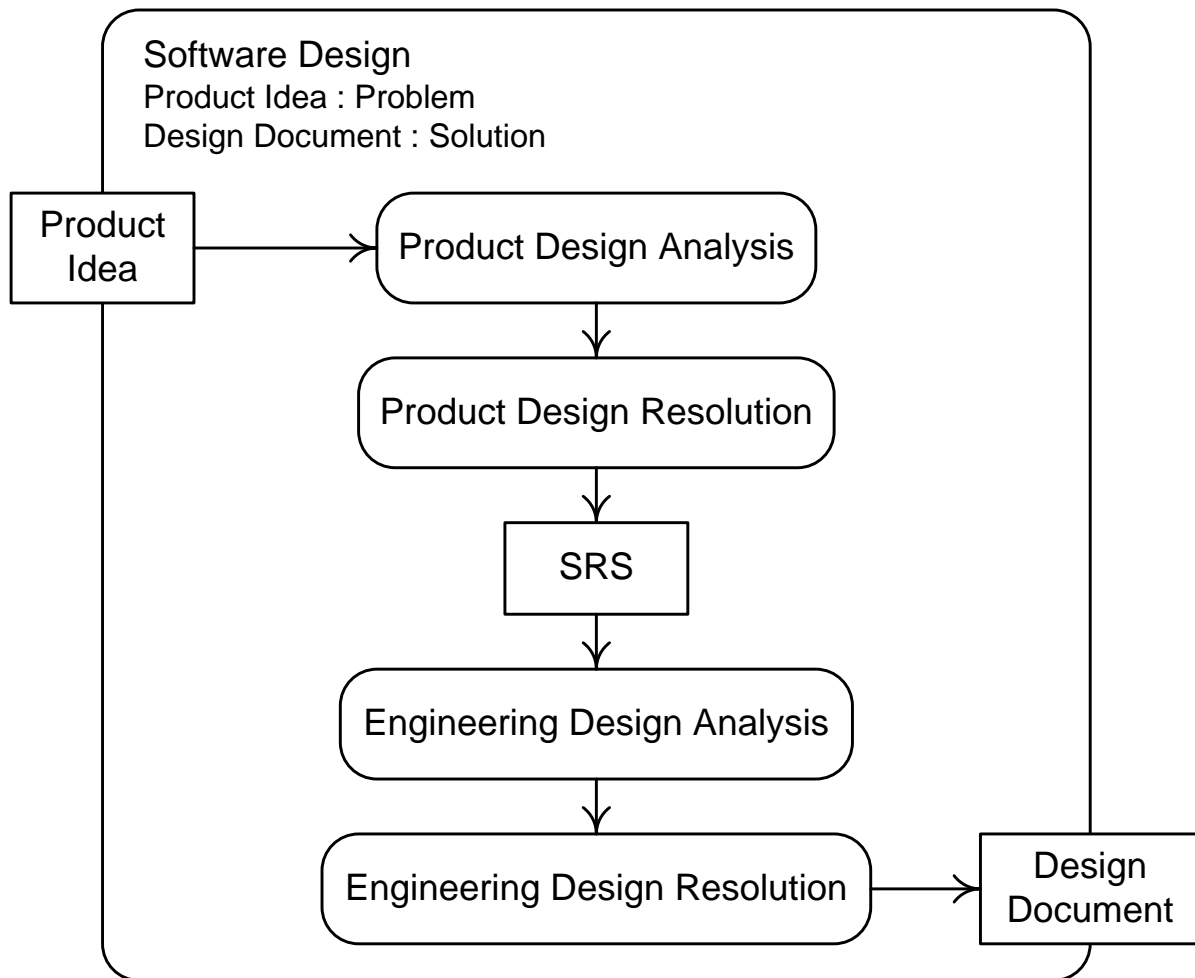 Software Design
Product Idea : Problem
Design Document : Solution
Product
Idea
Product Design Analysis
Product Design Resolution
SRS
Engineering Design Analysis
Engineering Design Resolution
Design
Document